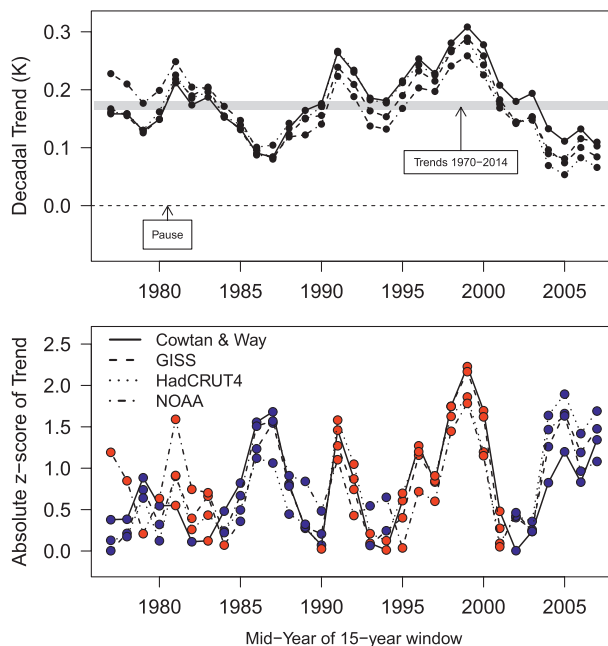 Decadal Trend (K)
0.3
0.2
0.1
0.0
Trends 1970−2014
Pause
1980 1985 1990 1995 2000 2005
Absolute z−score of Trend
2.5
2.0
1.5
1.0
0.5
0.0
Cowtan & Way
GISS
HadCRUT4
NOAA
1980 1985 1990 1995 2000 2005
Mid−Year of 15−year window